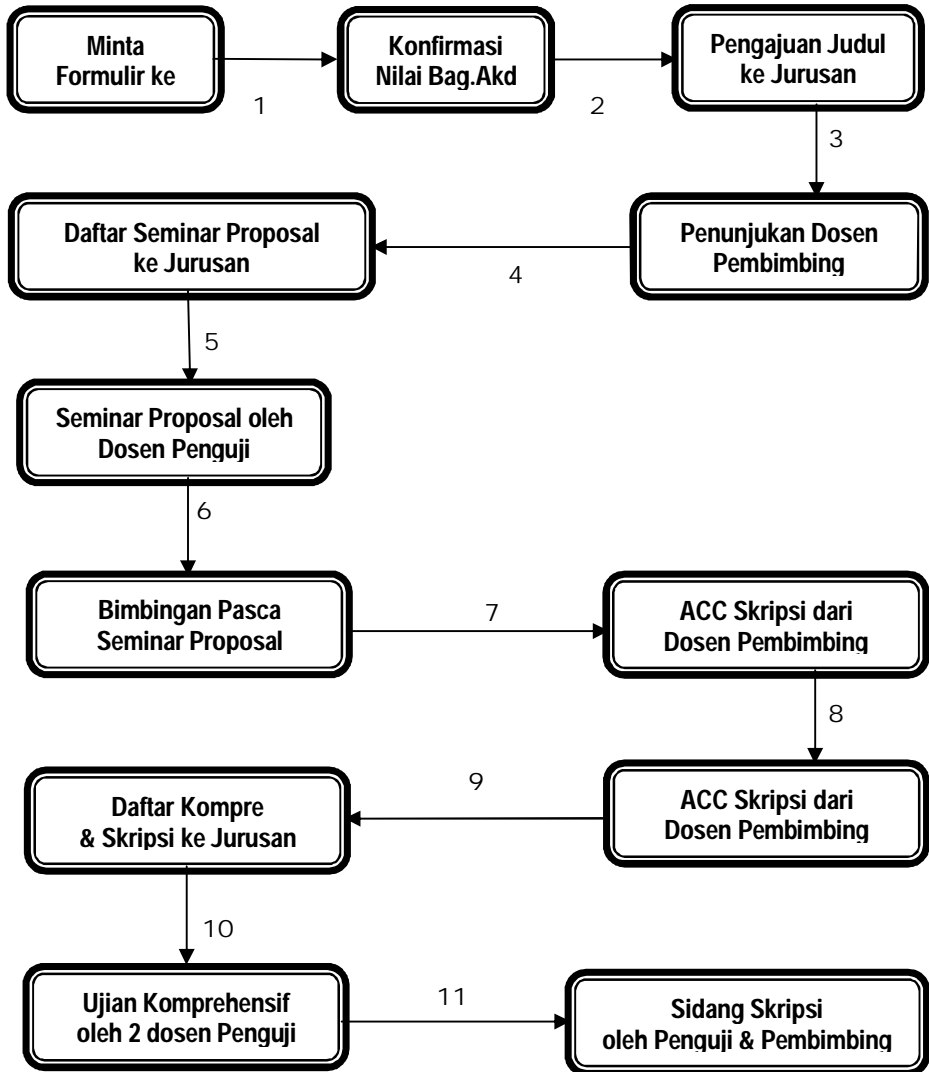 Minta
Formulir ke
Konfirmasi
Nilai Bag.Akd
Pengajuan Judul
ke Jurusan
1
2
3
Daftar Seminar Proposal
ke Jurusan
Penunjukan Dosen
Pembimbing
4
5
Seminar Proposal oleh
Dosen Penguji
6
Bimbingan Pasca
Seminar Proposal
7
ACC Skripsi dari
Dosen Pembimbing
8
Daftar Kompre
& Skripsi ke Jurusan
9
ACC Skripsi dari
Dosen Pembimbing
10
Ujian Komprehensif
oleh 2 dosen Penguji
11
Sidang Skripsi
oleh Penguji & Pembimbing